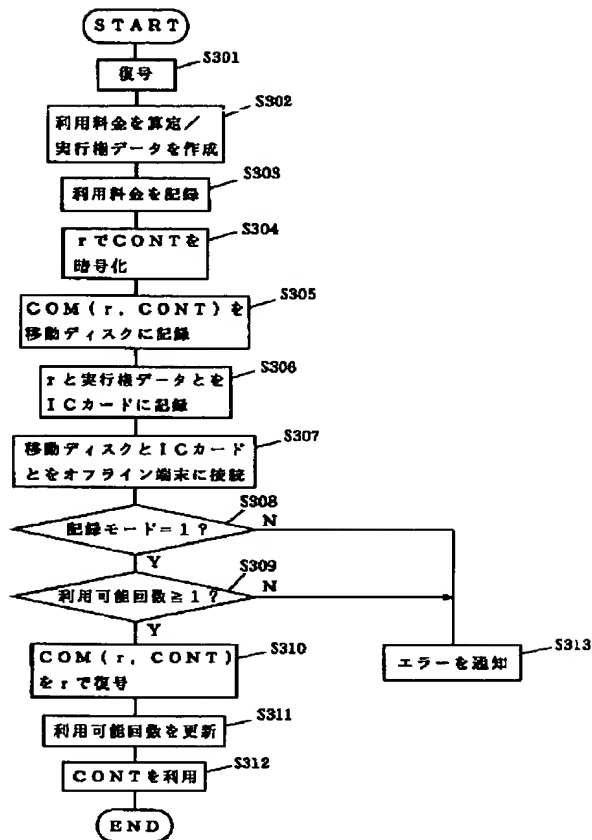 START
S301
復号
S302
利用料金を算定／
実行権データを作成
S303
利用料金を記録
S304
rでCONTを
暗号化
S305
COM（r，CONT）を
移動ディスクに記録
S306
rと実行権データとを
ICカードに記録
S307
移動ディスクとICカード
とをオフライン端末に接続
S308
記録モード＝1？
N
Y
S309
利用可能回数≧1？
N
Y
S310
COM（r，CONT）
をrで復号
S313
エラーを通知
S311
利用可能回数を更新
S312
CONTを利用
END